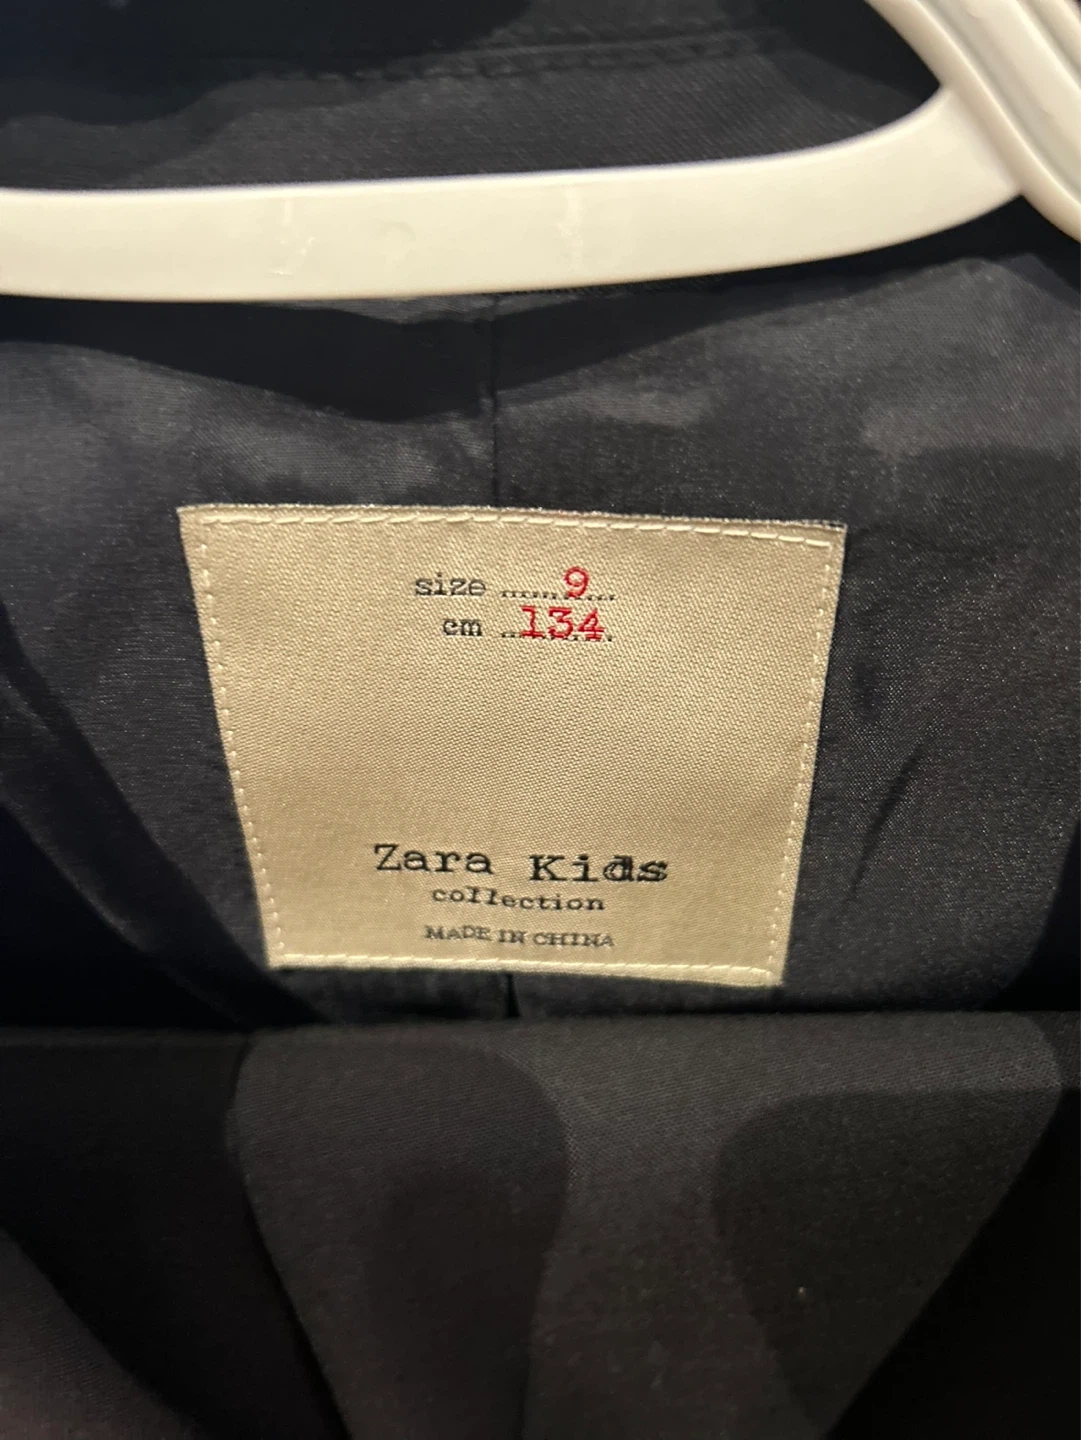 size ........9....
cm ..134.
Zara Kids
collection
MADE IN CHINA